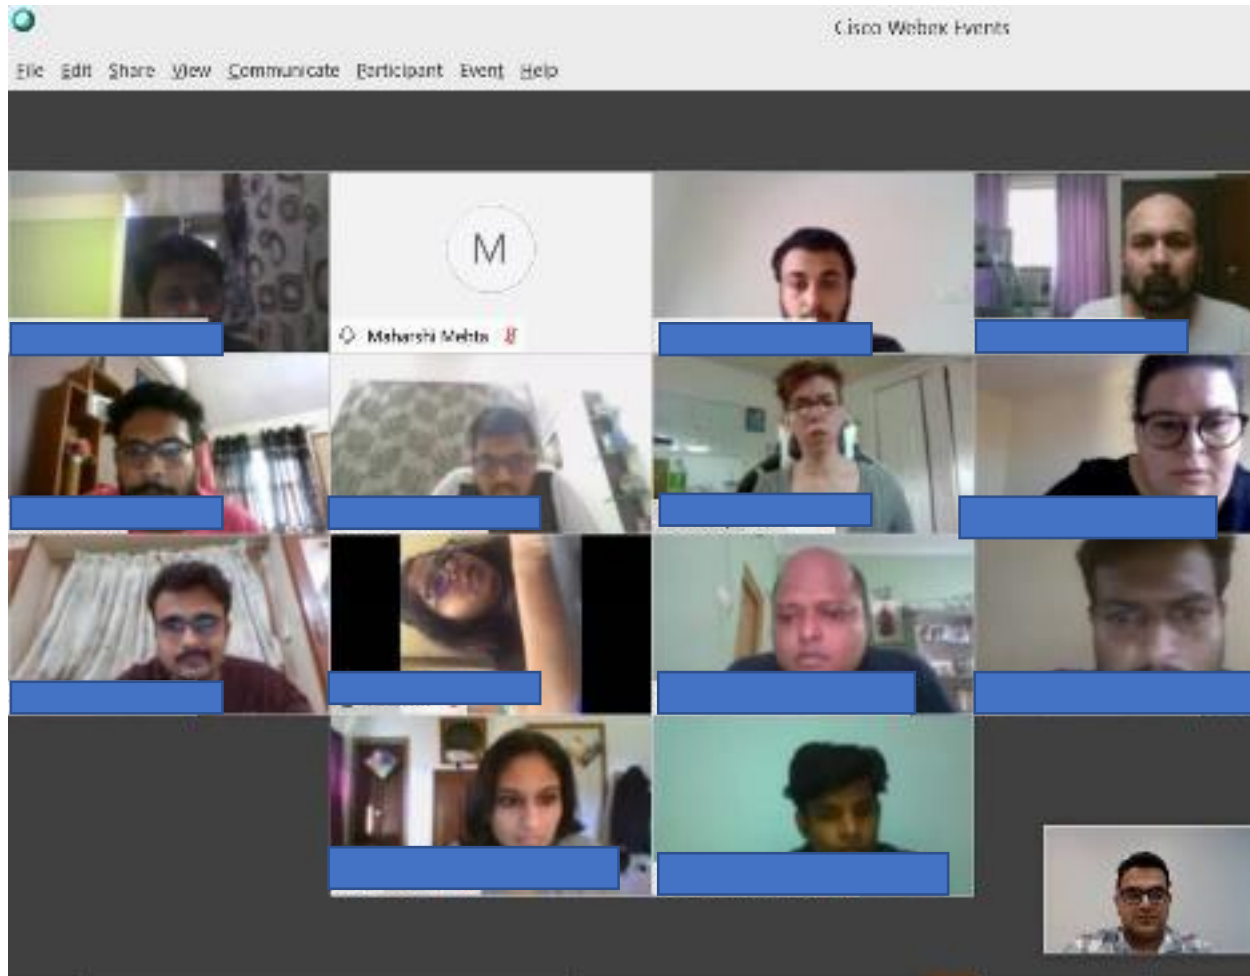 Cisco Webex Events
File Edit Share View Communicate Participant Event Help
M
Maharshi Mehta